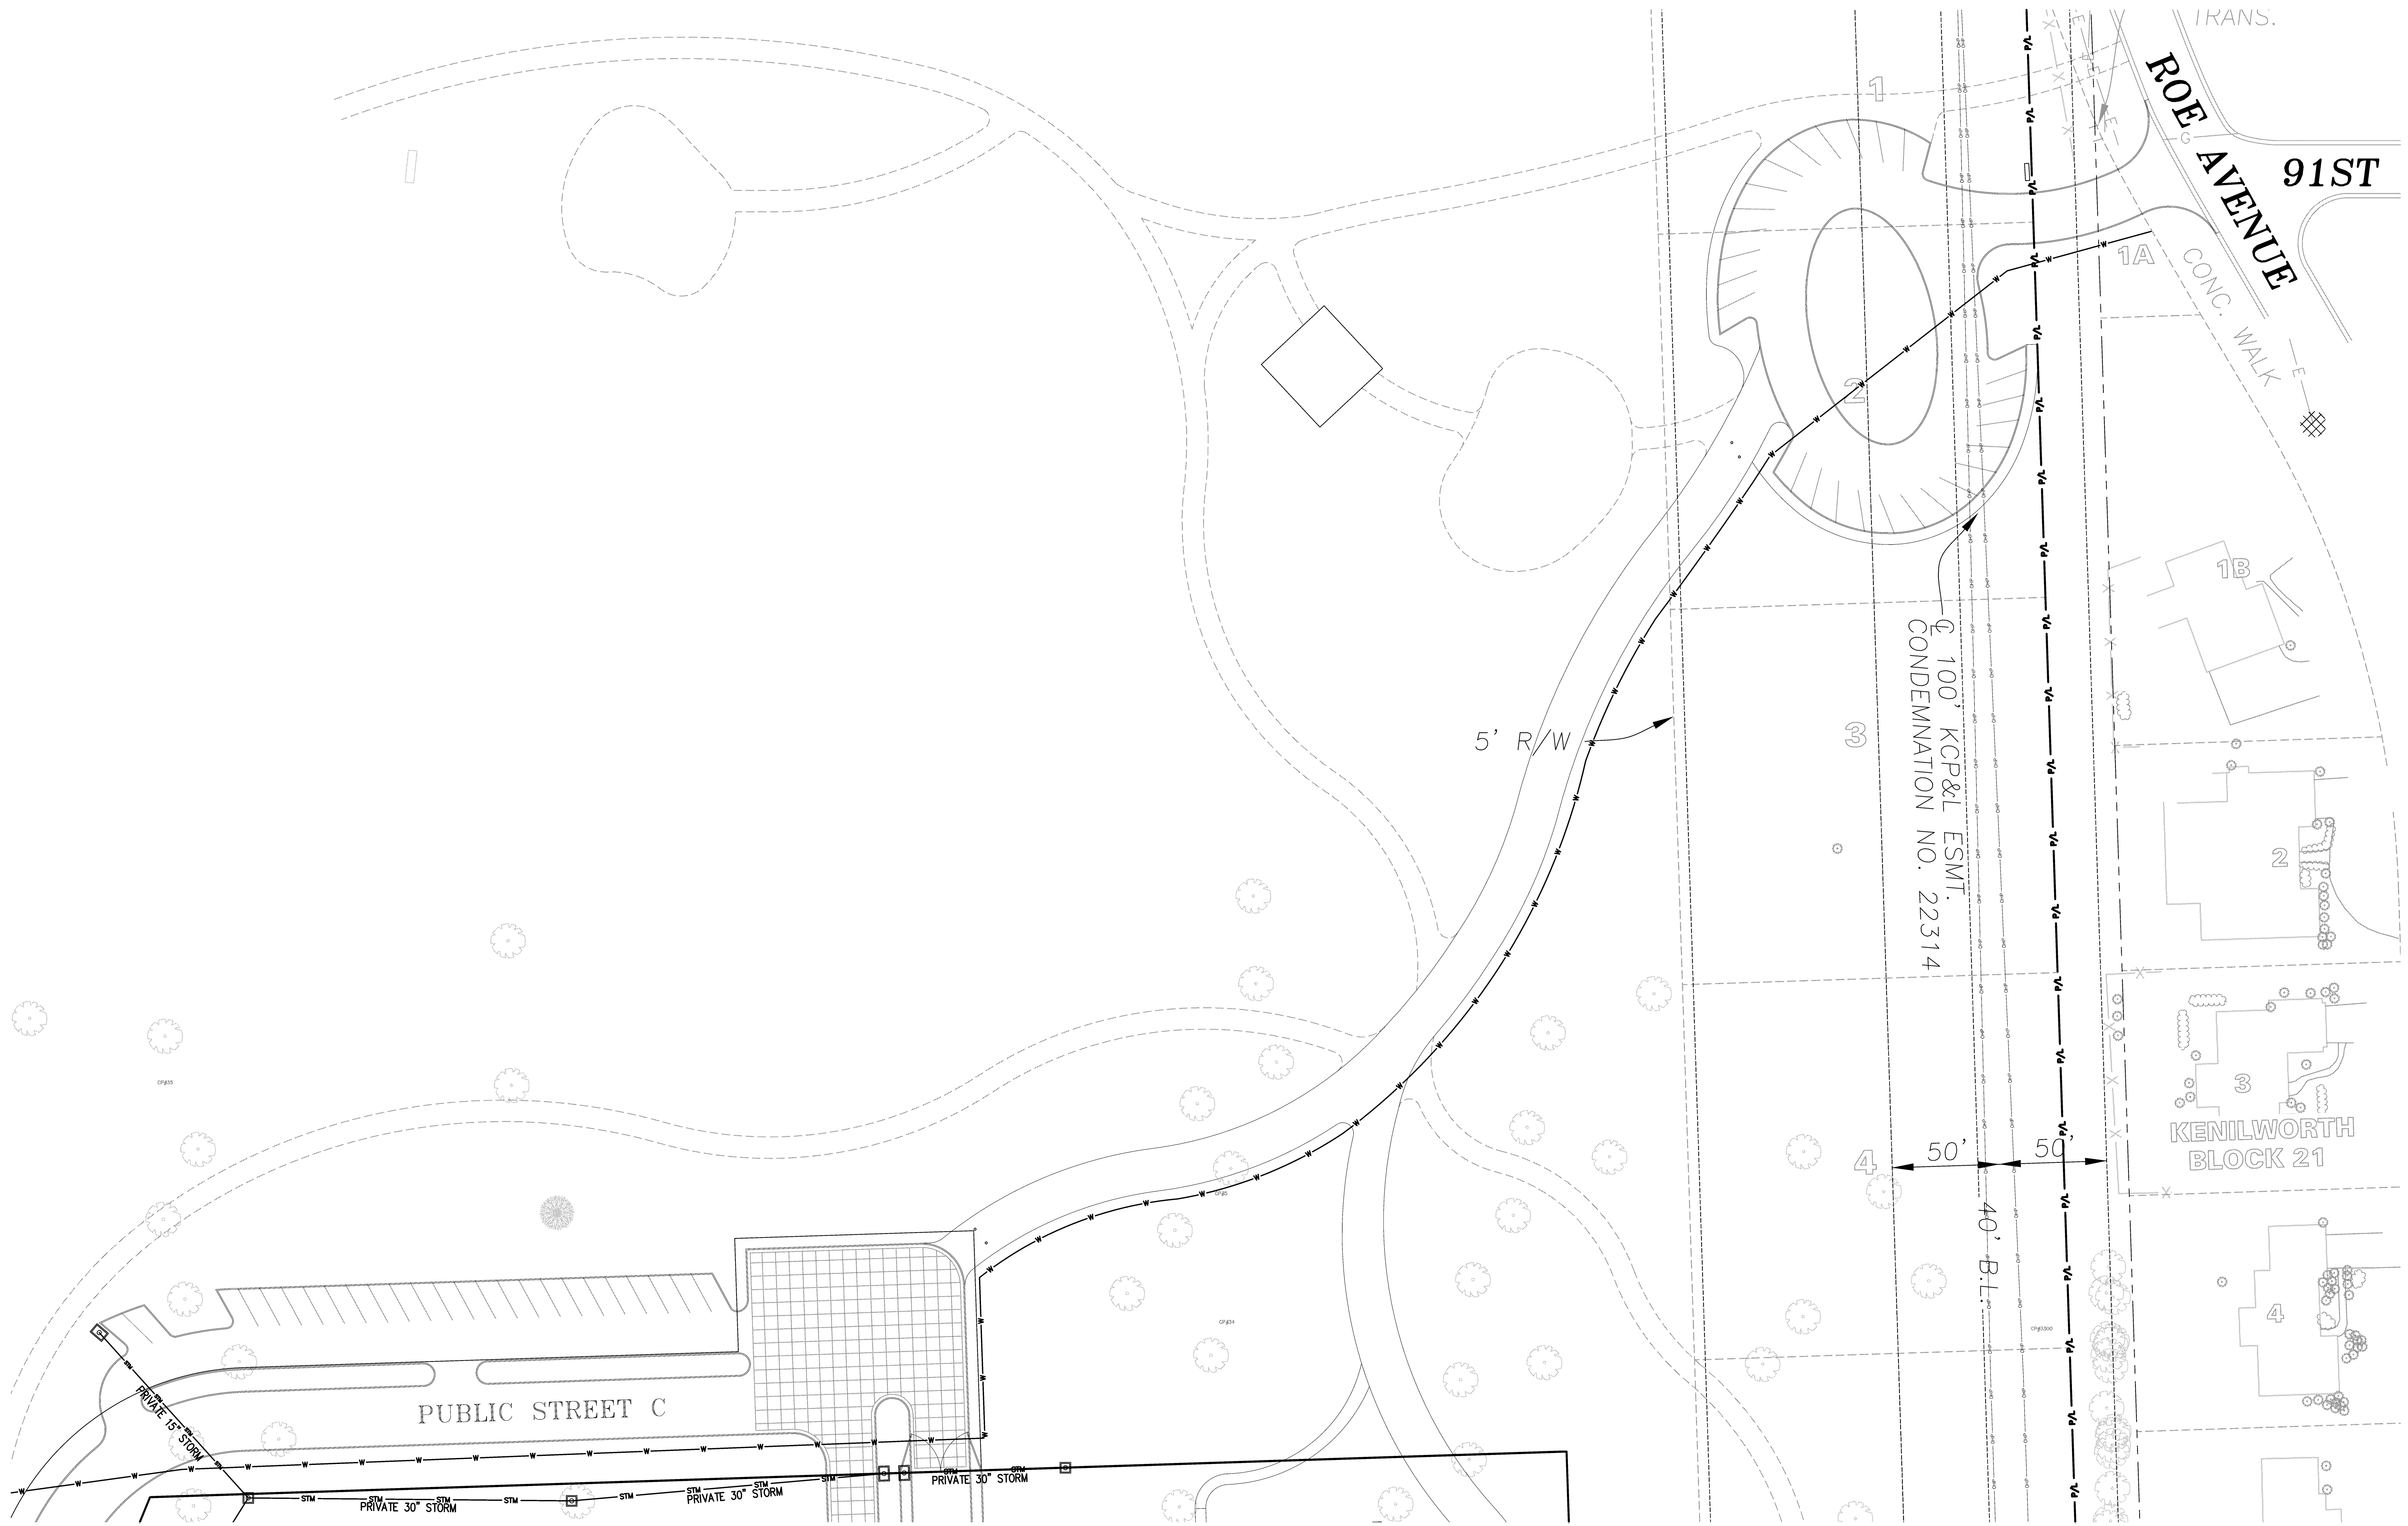 TRANS.
ROE AVENUE
91ST
1
1A
CONC. WALK
2
1B
℄ 100' KCP&L ESMT.
CONDEMNATION NO. 22314
5' R/W
3
2
3
KENILWORTH
BLOCK 21
4
50'
50'
40' B.L.
4
PUBLIC STREET C
PRIVATE 15" STORM
PRIVATE 30" STORM
PRIVATE 30" STORM
PRIVATE 30" STORM
STM
W
P/L
OHP
E
X
G